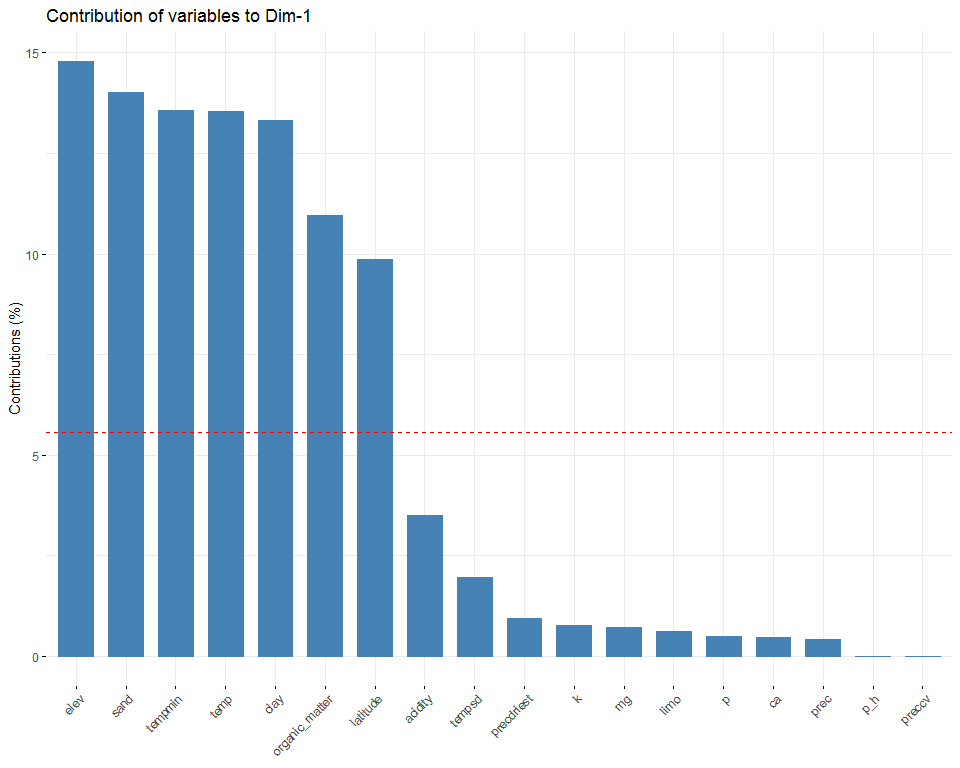 Contribution of variables to Dim-1
Contributions (%)
15
10
5
0
elev
sand
tempmin
temp
clay
organic_matter
latitude
acidity
tempsd
precdriest
k
mg
limo
p
ca
prec
p_h
preccv